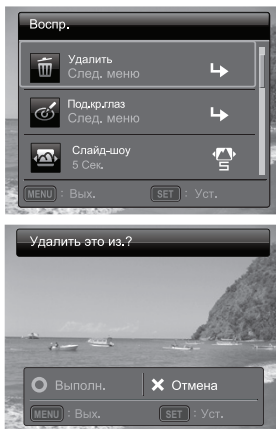 Воспр.
Удалить
След. меню
Под.кр.глаз
След. меню
Слайд-шоу
5 Сек.
5
MENU : Вых. SET : Уст.
Удалить это из.?
Выполн. Отмена
MENU : Вых. SET : Уст.